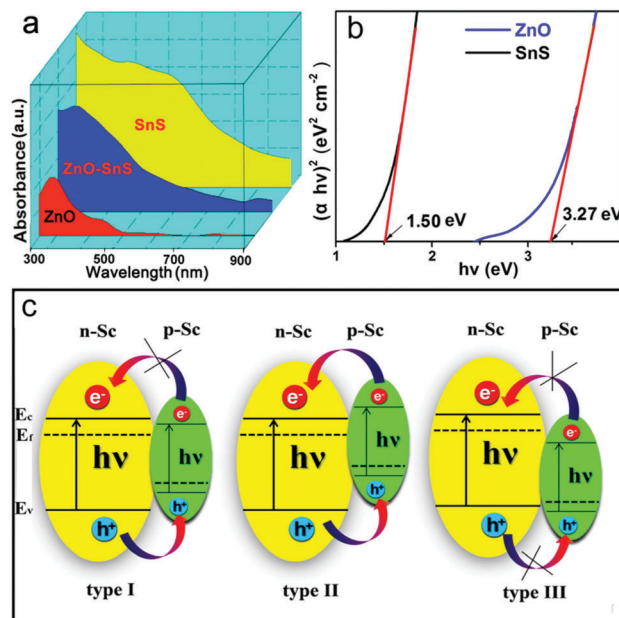 a
Absorbance (a.u.)
SnS
ZnO-SnS
ZnO
300 500 700 900
Wavelength (nm)
b
ZnO
SnS
(α hν)² (eV² cm⁻²)
1.50 eV
3.27 eV
1 2 3
hν (eV)
c
n-Sc p-Sc n-Sc p-Sc n-Sc p-Sc
e⁻ e⁻ e⁻ e⁻ e⁻ e⁻
Ec
Ef
hν hν hν hν hν hν
Ev
h⁺ h⁺ h⁺ h⁺ h⁺ h⁺
type I type II type III